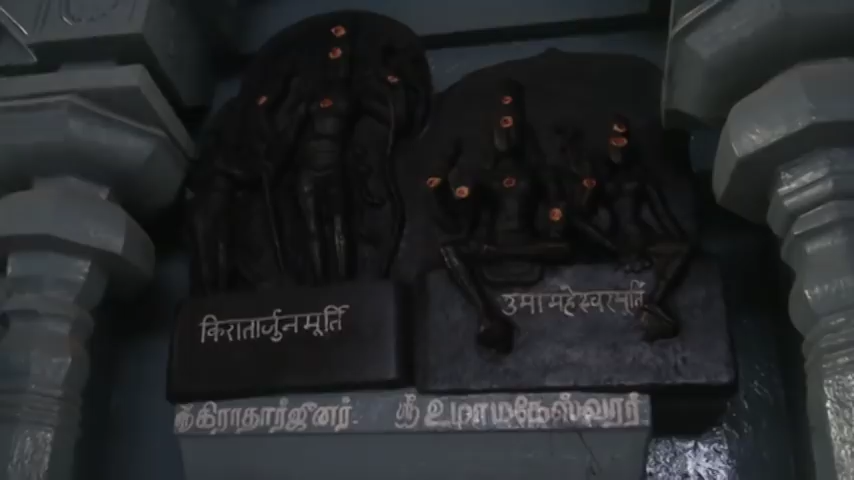 किरातार्जुनमूर्ति
उमामहेस्वरमूर्ति
ஸ்ரீகிராதார்ஜுனர்.
ஸ்ரீ உமாமகேஸ்வரர்